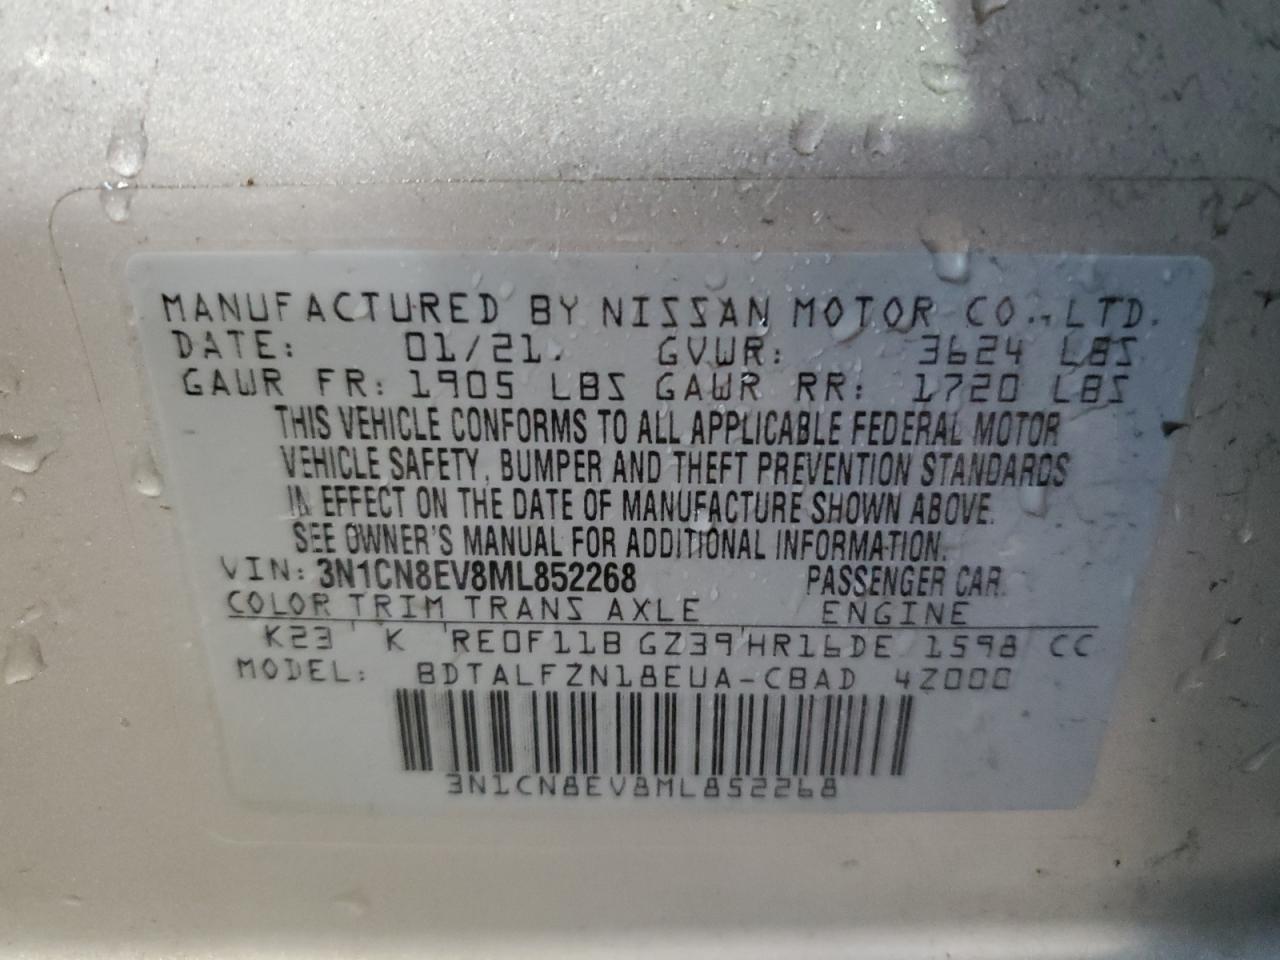 MANUFACTURED BY NISSAN MOTOR CO., LTD.
DATE: 01/21. GVWR: 3624 LBS
GAWR FR: 1905 LBS GAWR RR: 1720 LBS
THIS VEHICLE CONFORMS TO ALL APPLICABLE FEDERAL MOTOR
VEHICLE SAFETY, BUMPER AND THEFT PREVENTION STANDARDS
IN EFFECT ON THE DATE OF MANUFACTURE SHOWN ABOVE.
SEE OWNER'S MANUAL FOR ADDITIONAL INFORMATION.
VIN: 3N1CN8EV8ML852268 PASSENGER CAR
COLOR TRIM TRANS AXLE ENGINE
K23 K RE0F11B GZ39 HR16DE 1598 CC
MODEL: BDTALFZN18EUA-CBAD 4Z000
3N1CN8EV8ML852268